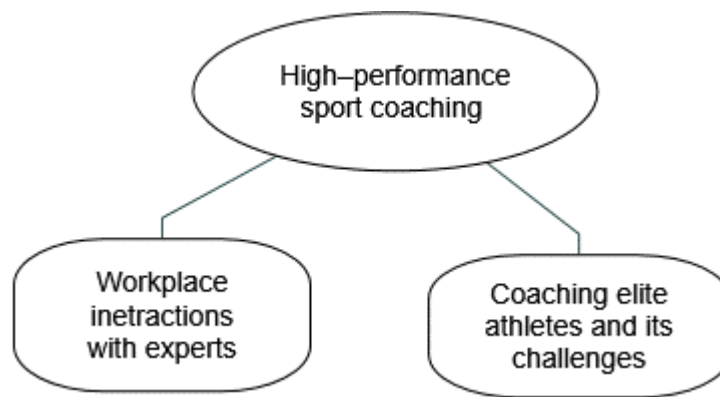 High–performance
sport coaching
Workplace
inetractions
with experts
Coaching elite
athletes and its
challenges